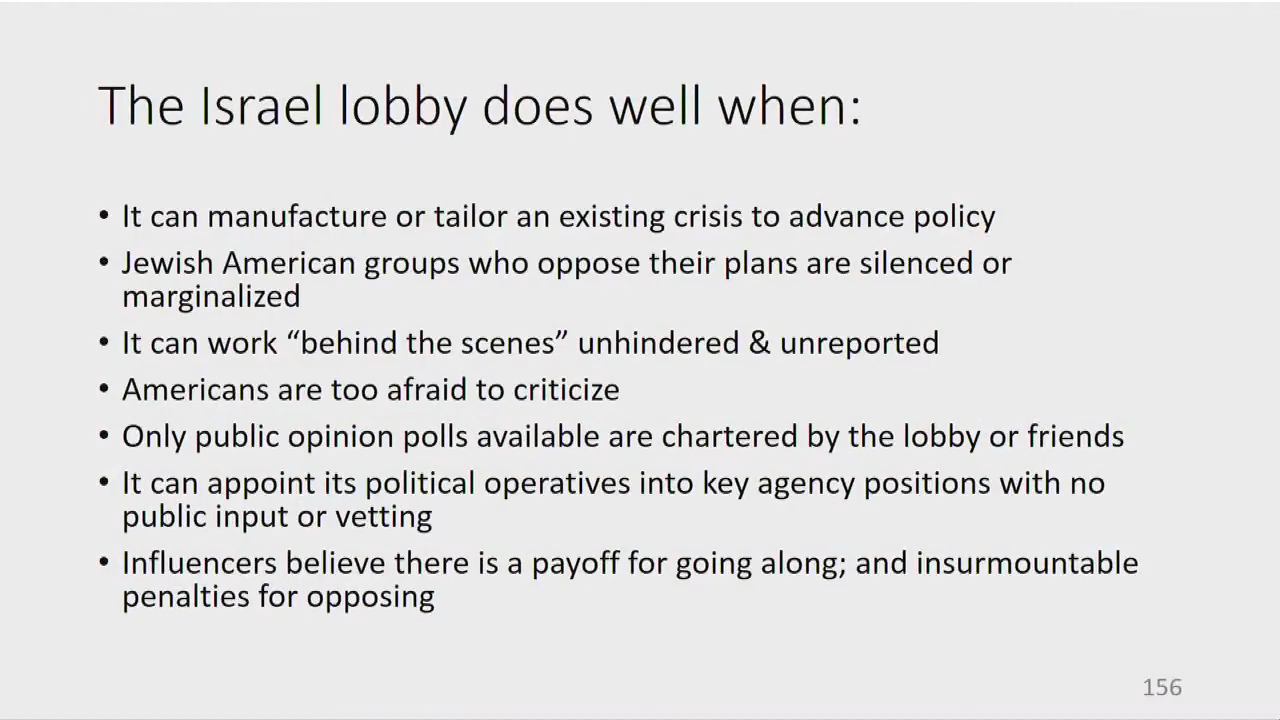 The Israel lobby does well when:
• It can manufacture or tailor an existing crisis to advance policy
• Jewish American groups who oppose their plans are silenced or
marginalized
• It can work “behind the scenes” unhindered & unreported
• Americans are too afraid to criticize
• Only public opinion polls available are chartered by the lobby or friends
• It can appoint its political operatives into key agency positions with no
public input or vetting
• Influencers believe there is a payoff for going along; and insurmountable
penalties for opposing
156